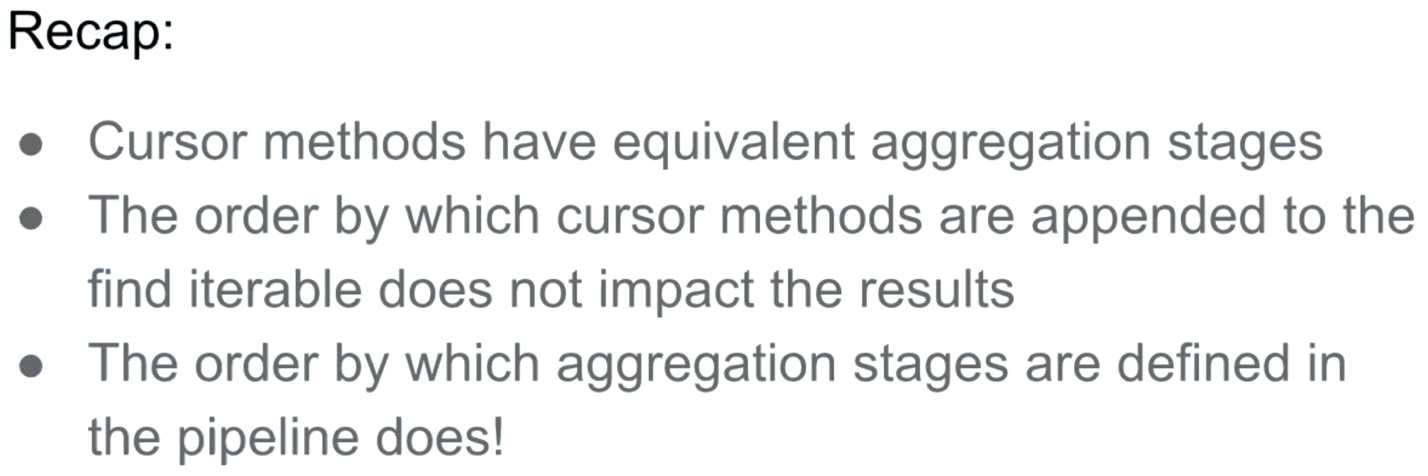 Recap:
● Cursor methods have equivalent aggregation stages
● The order by which cursor methods are appended to the
find iterable does not impact the results
● The order by which aggregation stages are defined in
the pipeline does!